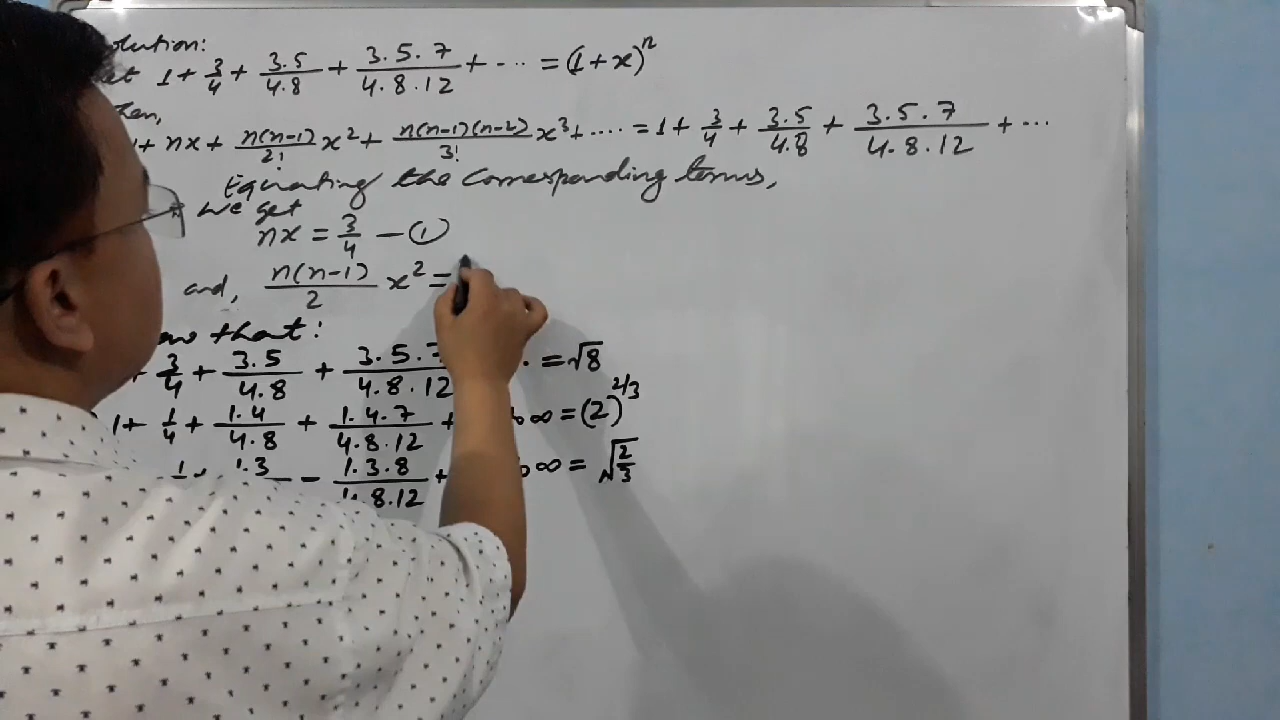 olution:
et 1 + 3/4 + 3.5/4.8 + 3.5.7/4.8.12 + ... = (1+x)^n
hen,
+ nx + n(n-1)/2! x² + n(n-1)(n-2)/3! x³ + .... = 1 + 3/4 + 3.5/4.8 + 3.5.7/4.8.12 + ...
Equating the corresponding terms,
we get
nx = 3/4 — ①
and, n(n-1)/2 x² =
ow that:
+ 3/4 + 3.5/4.8 + 3.5.7/4.8.12 . = √8
1 + 1/4 + 1.4/4.8 + 1.4.7/4.8.12 + ∞ = (2)^2/3
1.3 - 1.3.8/4.8.12 + ∞ = √2/3